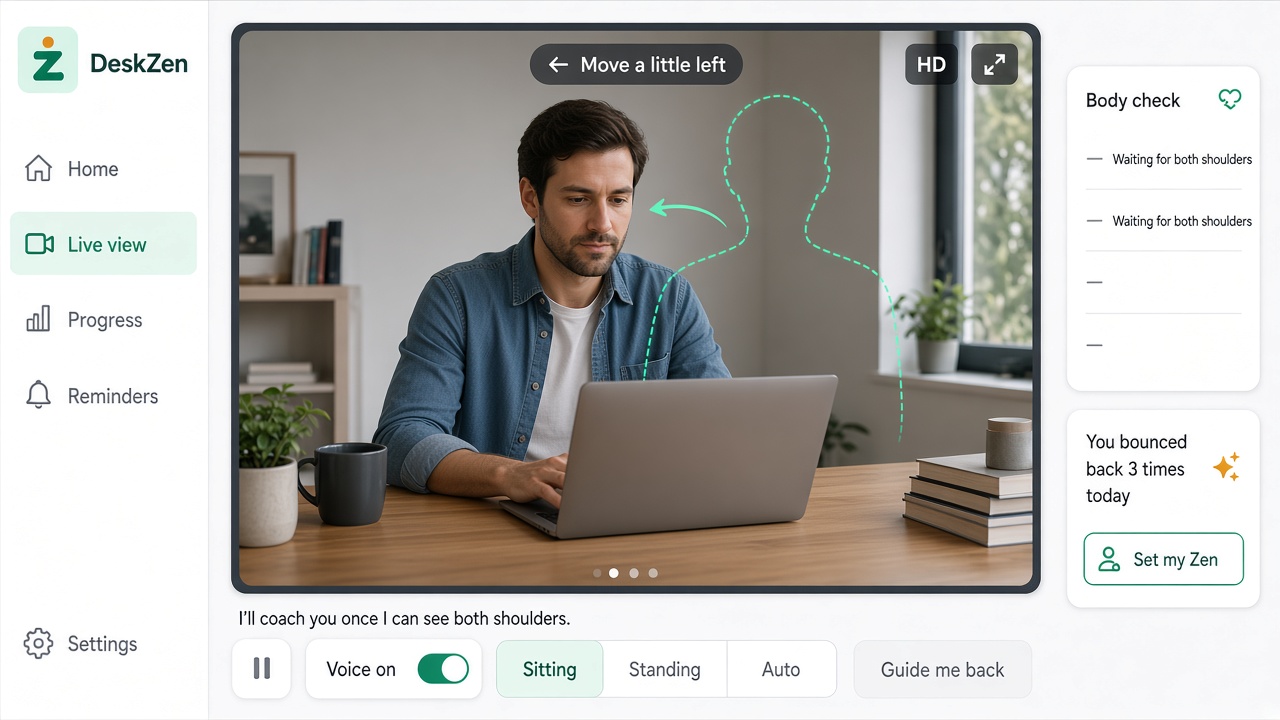 DeskZen
Home
Live view
Progress
Reminders
Settings
← Move a little left
HD
I'll coach you once I can see both shoulders.
Voice on
Sitting
Standing
Auto
Guide me back
Body check
— Waiting for both shoulders
— Waiting for both shoulders
—
—
You bounced
back 3 times
today
Set my Zen